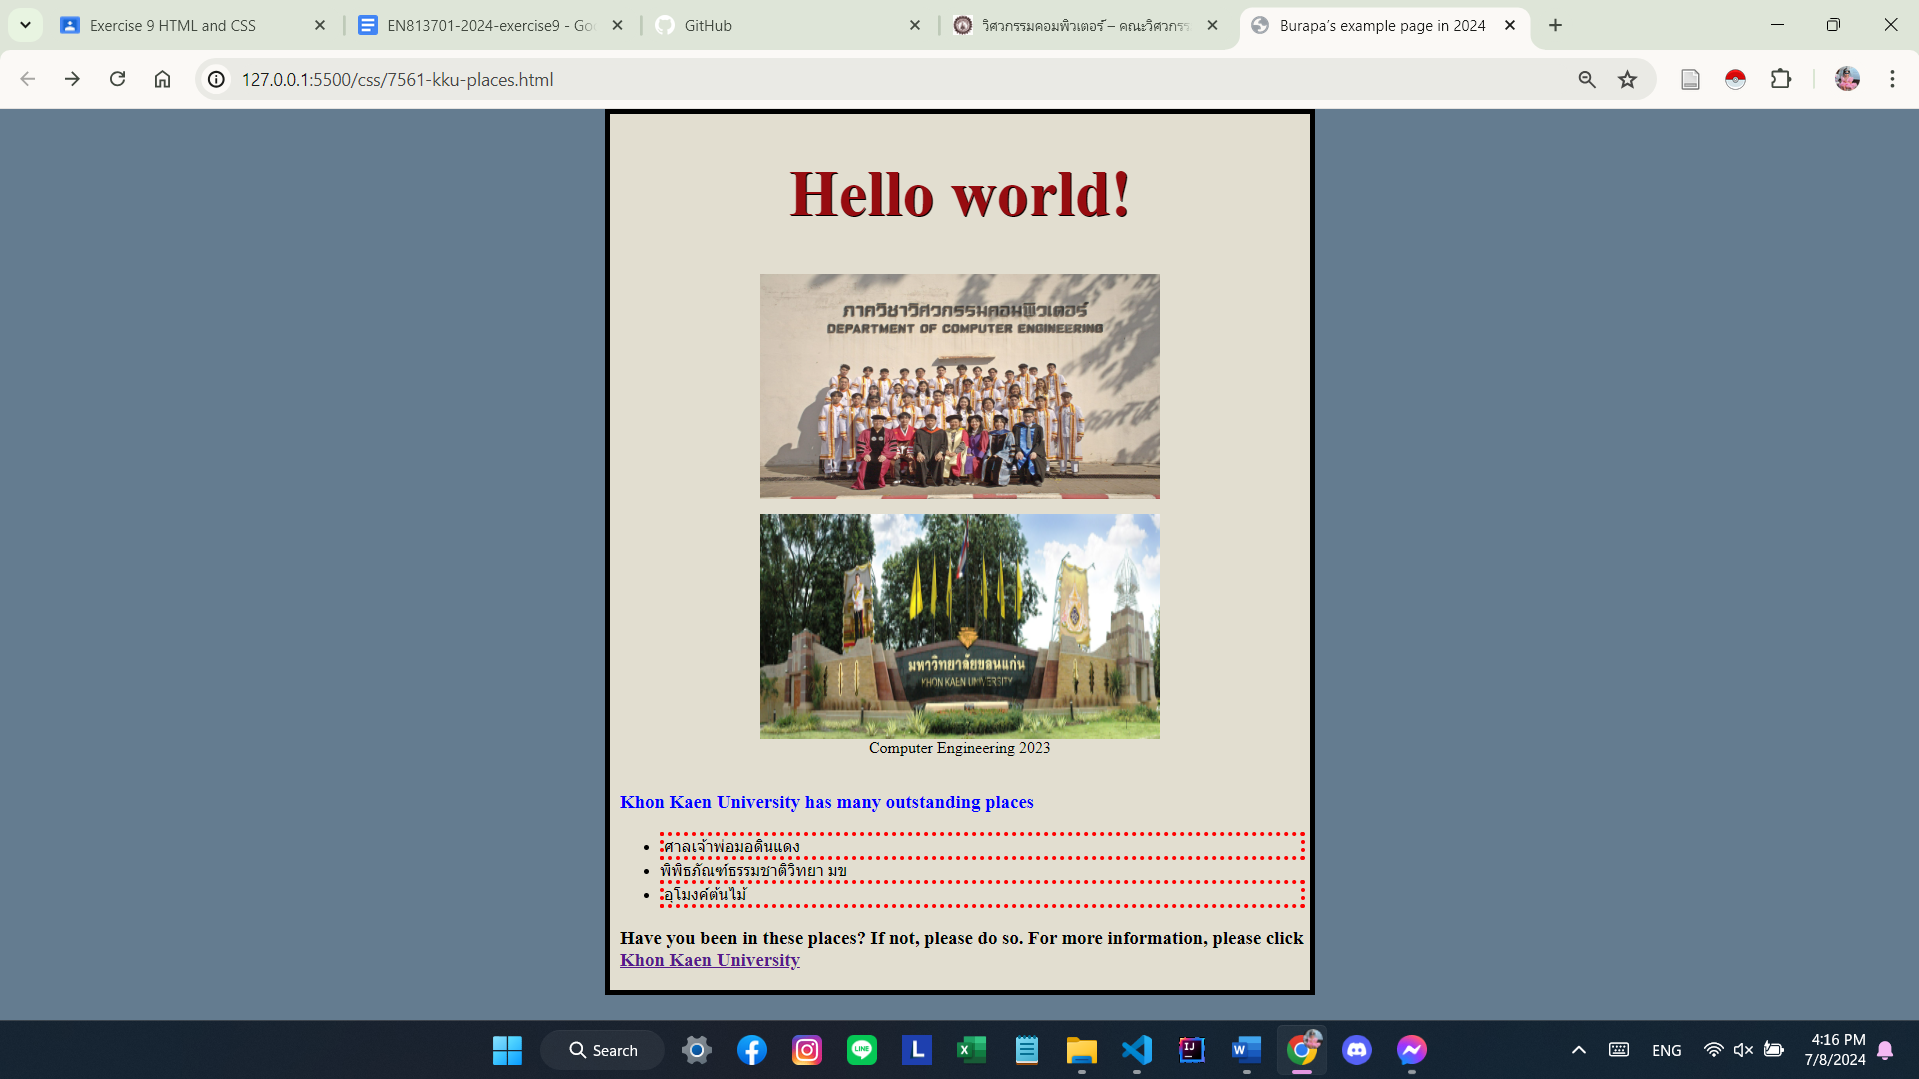 Exercise 9 HTML and CSS
EN813701-2024-exercise9 - Goo
GitHub
วิศวกรรมคอมพิวเตอร์ – คณะวิศวกรร
Burapa’s example page in 2024
127.0.0.1:5500/css/7561-kku-places.html
Hello world!
ภาควิชาวิศวกรรมคอมพิวเตอร์
DEPARTMENT OF COMPUTER ENGINEERING
มหาวิทยาลัยขอนแก่น
KHON KAEN UNIVERSITY
Computer Engineering 2023
Khon Kaen University has many outstanding places
ศาลเจ้าพ่อมอดินแดง
พิพิธภัณฑ์ธรรมชาติวิทยา มข
อุโมงค์ต้นไม้
Have you been in these places? If not, please do so. For more information, please click
Khon Kaen University
Search
LINE
L
X
IJ
W
ENG
4:16 PM
7/8/2024